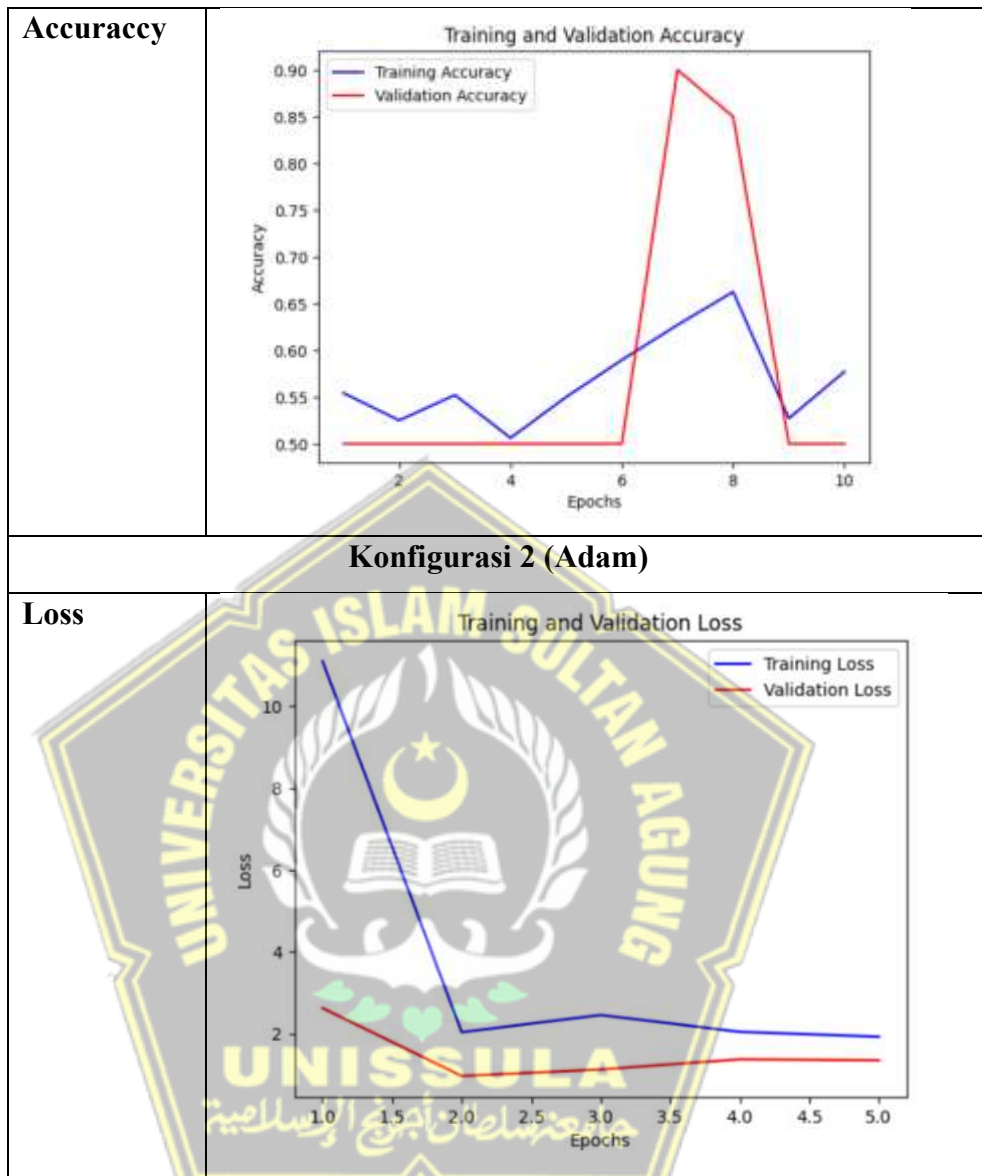 Accuraccy
Training and Validation Accuracy
Training Accuracy
Validation Accuracy
0.90
0.85
0.80
0.75
0.70
0.65
0.60
0.55
0.50
Accuracy
2 4 6 8 10
Epochs
Konfigurasi 2 (Adam)
Loss
Training and Validation Loss
Training Loss
Validation Loss
10
8
6
4
2
Loss
1.0 1.5 2.0 2.5 3.0 3.5 4.0 4.5 5.0
Epochs
UNIVERSITAS ISLAM SULTAN AGUNG
UNISSULA
جامعنسلطان أجونج الإسلامية